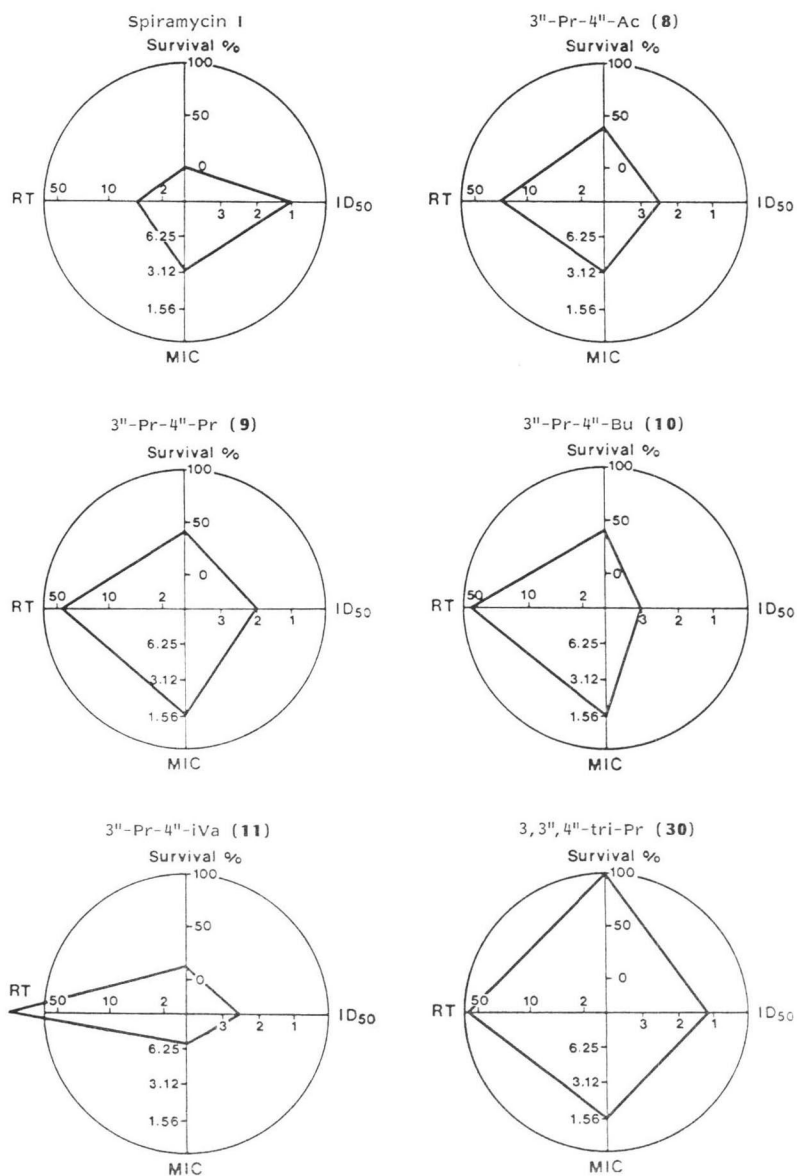 Spiramycin I
Survival %
100
50
0
RT 50 10 2 3 2 1 ID50
6.25
3.12
1.56
MIC
3"-Pr-4"-Ac (8)
Survival %
100
50
0
RT 50 10 2 3 2 1 ID50
6.25
3.12
1.56
MIC
3"-Pr-4"-Pr (9)
Survival %
100
50
0
RT 50 10 2 3 2 1 ID50
6.25
3.12
1.56
MIC
3"-Pr-4"-Bu (10)
Survival %
100
50
0
RT 50 10 2 3 2 1 ID50
6.25
3.12
1.56
MIC
3"-Pr-4"-iVa (11)
Survival %
100
50
0
RT 50 10 2 3 2 1 ID50
6.25
3.12
1.56
MIC
3,3",4"-tri-Pr (30)
Survival %
100
50
0
RT 50 10 2 3 2 1 ID50
6.25
3.12
1.56
MIC